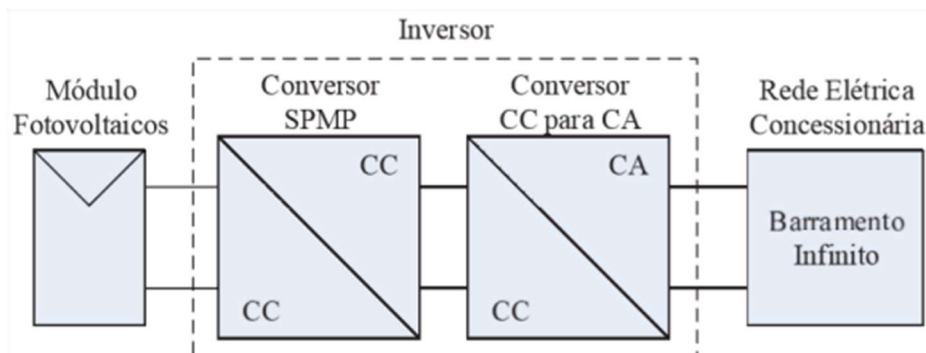 Inversor
Módulo
Fotovoltaicos
Conversor
SPMP
Conversor
CC para CA
Rede Elétrica
Concessionária
CC
CC
CA
CC
Barramento
Infinito